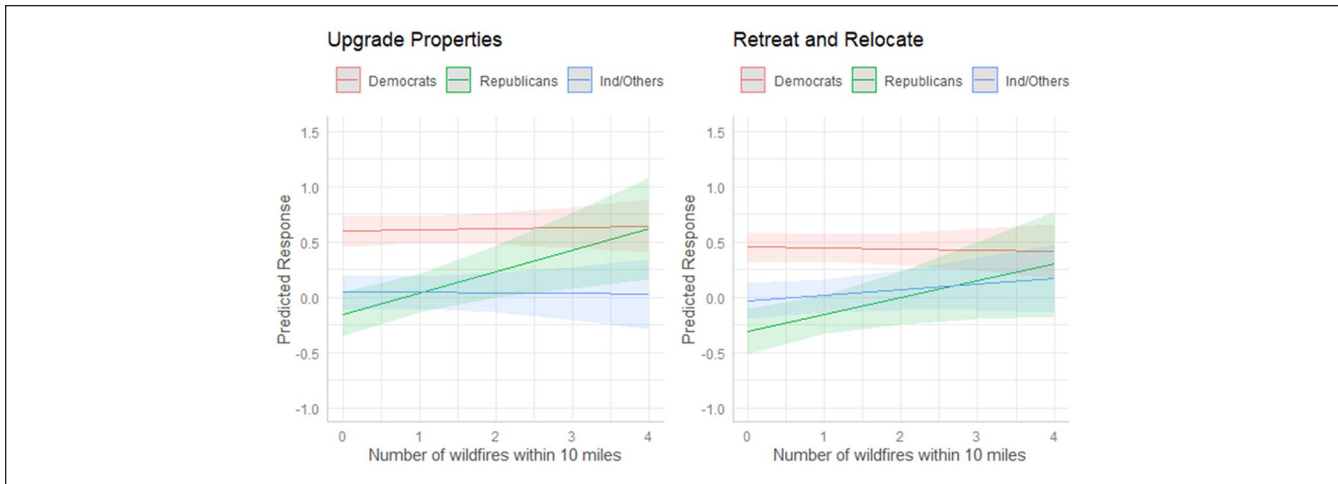 Upgrade Properties
Democrats Republicans Ind/Others
1.5
1.0
0.5
0.0
-0.5
-1.0
Predicted Response
0 1 2 3 4
Number of wildfires within 10 miles
Retreat and Relocate
Democrats Republicans Ind/Others
1.5
1.0
0.5
0.0
-0.5
-1.0
Predicted Response
0 1 2 3 4
Number of wildfires within 10 miles